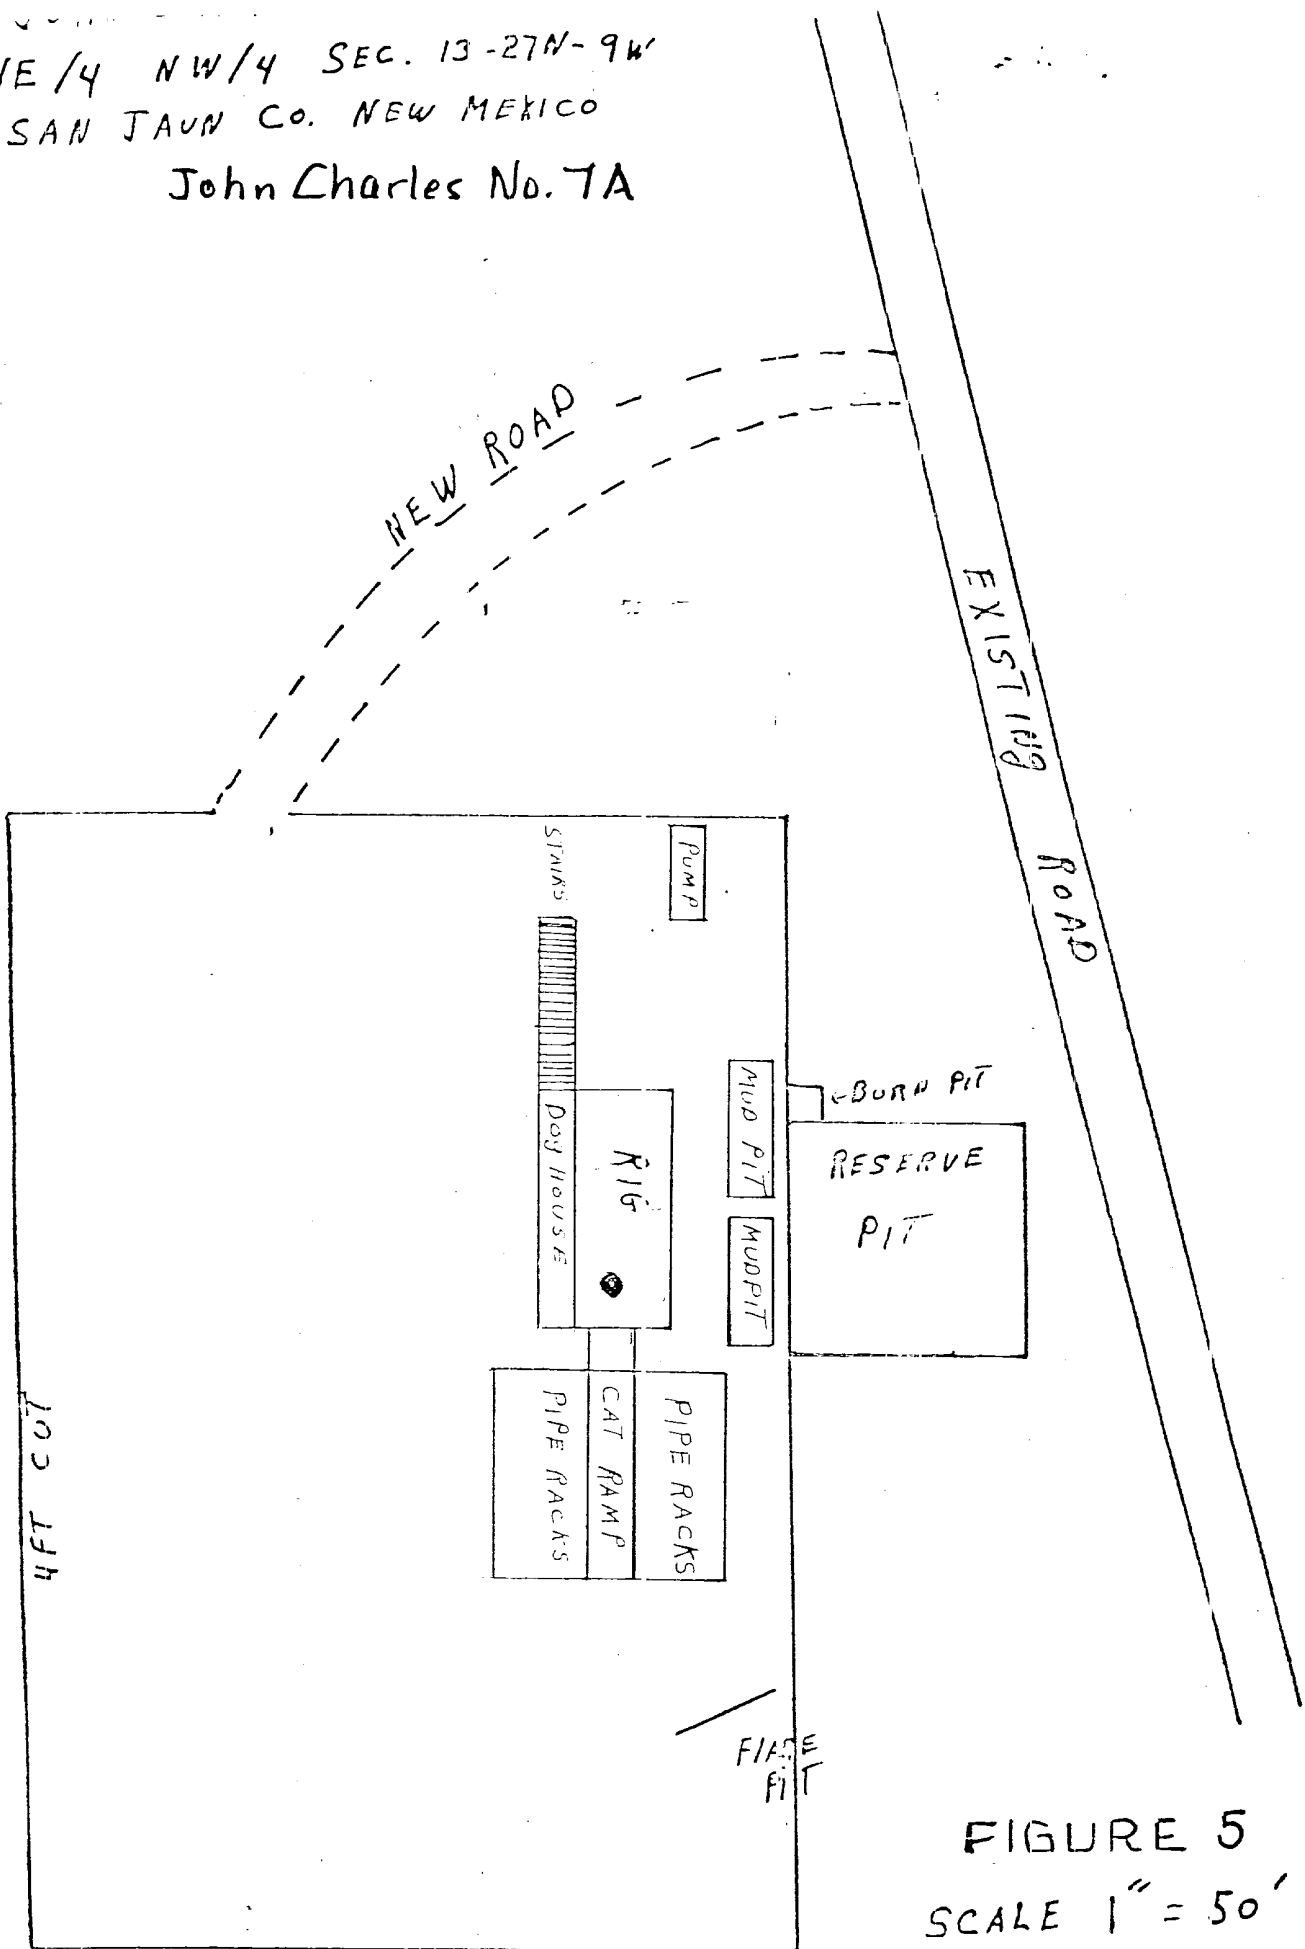 NE/4 NW/4 SEC. 13-27N-9W
SAN JAUN CO. NEW MEXICO
John Charles No. 7A
NEW ROAD
EXISTING ROAD
STAIRS
PUMP
MUD PIT
BURN PIT
RESERVE
PIT
DOG HOUSE
RIG
MUD PIT
PIPE RACKS
CAT RAMP
PIPE RACKS
4FT CUT
FLARE
PIT
FIGURE 5
SCALE 1" = 50'